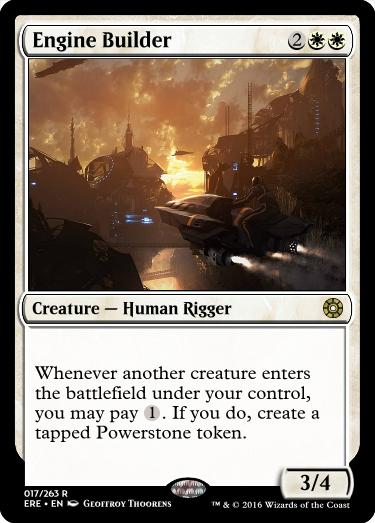 Engine Builder 2
Creature — Human Rigger
Whenever another creature enters
the battlefield under your control,
you may pay 1. If you do, create a
tapped Powerstone token.
3/4
017/263 R
ERE • EN Geoffroy Thoorens ™ & © 2016 Wizards of the Coast